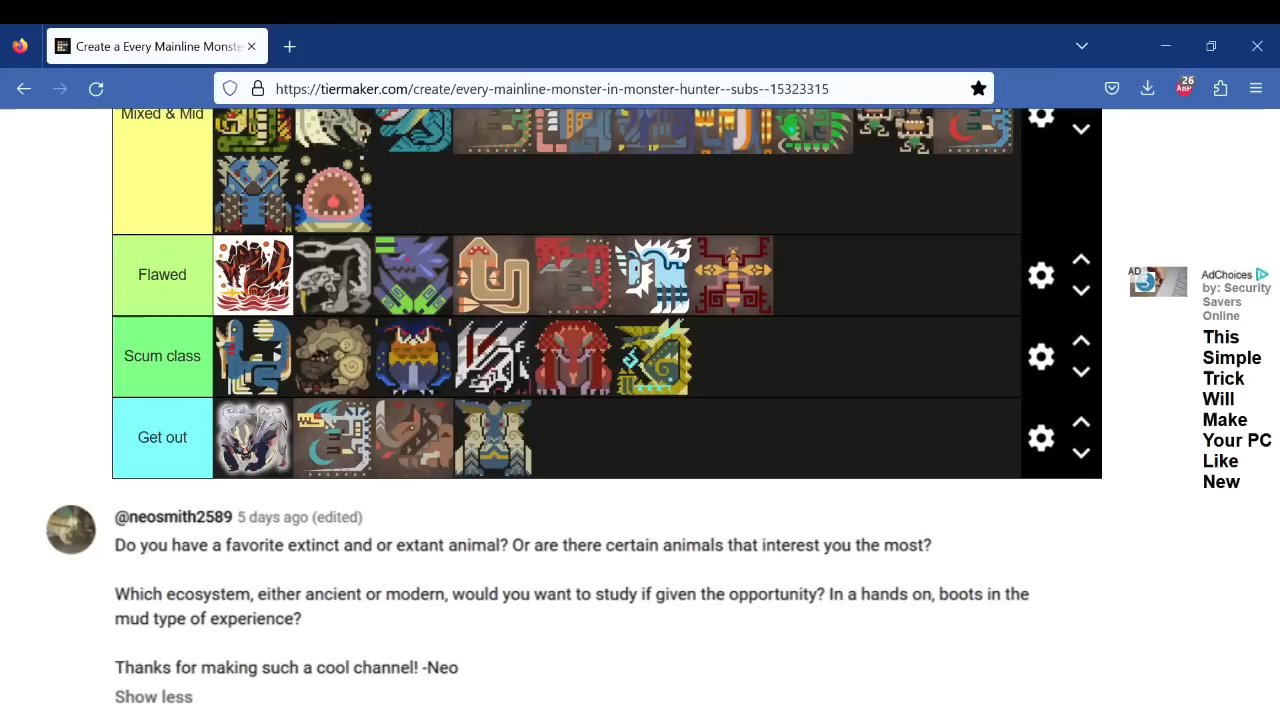 Create a Every Mainline Monste
https://tiermaker.com/create/every-mainline-monster-in-monster-hunter--subs--15323315
26
ABP
Mixed & Mid
Flawed
Scum class
Get out
AD
AdChoices
by: Security
Savers
Online
This
Simple
Trick
Will
Make
Your PC
Like
New
@neosmith2589 5 days ago (edited)
Do you have a favorite extinct and or extant animal? Or are there certain animals that interest you the most?
Which ecosystem, either ancient or modern, would you want to study if given the opportunity? In a hands on, boots in the
mud type of experience?
Thanks for making such a cool channel! -Neo
Show less